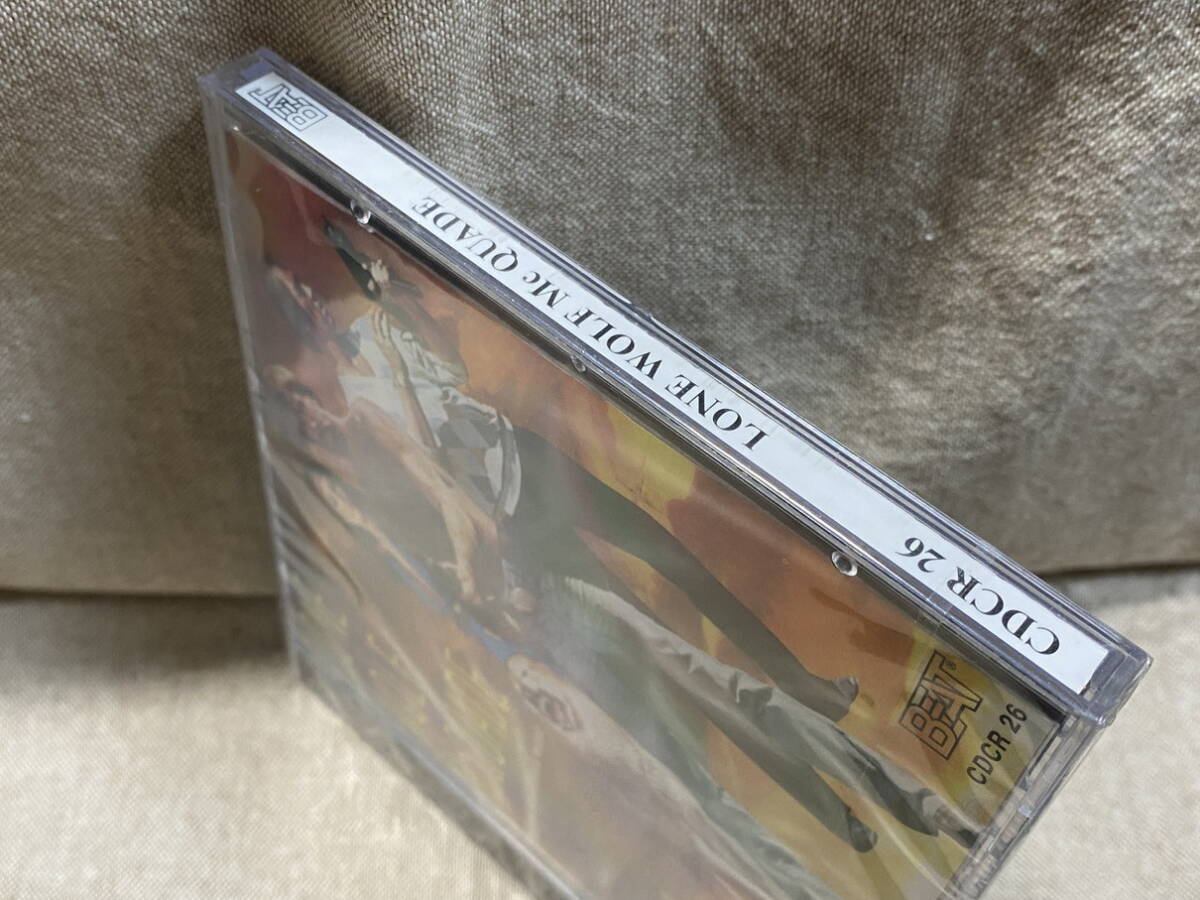 CDCR 26
LONE WOLF Mc QUADE
BEAT
BEAT®
CDCR 26